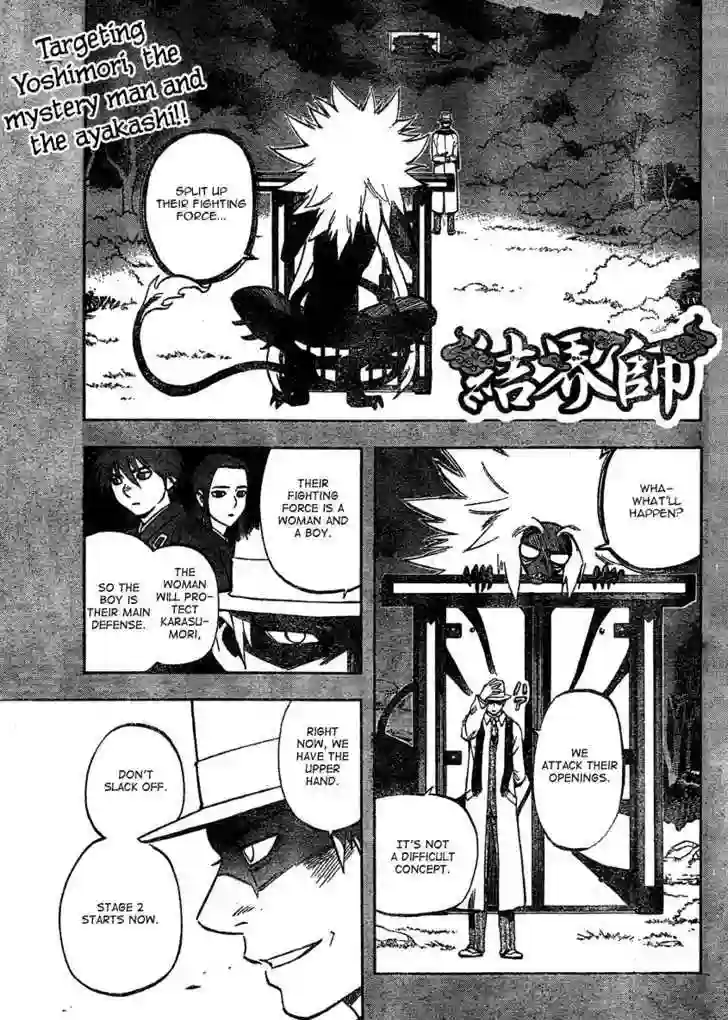 Targeting
Yoshimori, the
mystery man and
the ayakashi!!
SPLIT UP
THEIR FIGHTING
FORCE...
結界師
WHA-
WHAT'LL
HAPPEN?
WE
ATTACK THEIR
OPENINGS.
IT'S NOT
A DIFFICULT
CONCEPT.
THEIR
FIGHTING
FORCE IS A
WOMAN AND
A BOY.
THE
WOMAN
WILL PRO-
TECT
KARASU-
MORI,
SO THE
BOY IS
THEIR MAIN
DEFENSE.
RIGHT
NOW, WE
HAVE THE
UPPER
HAND.
DON'T
SLACK OFF.
STAGE 2
STARTS NOW.